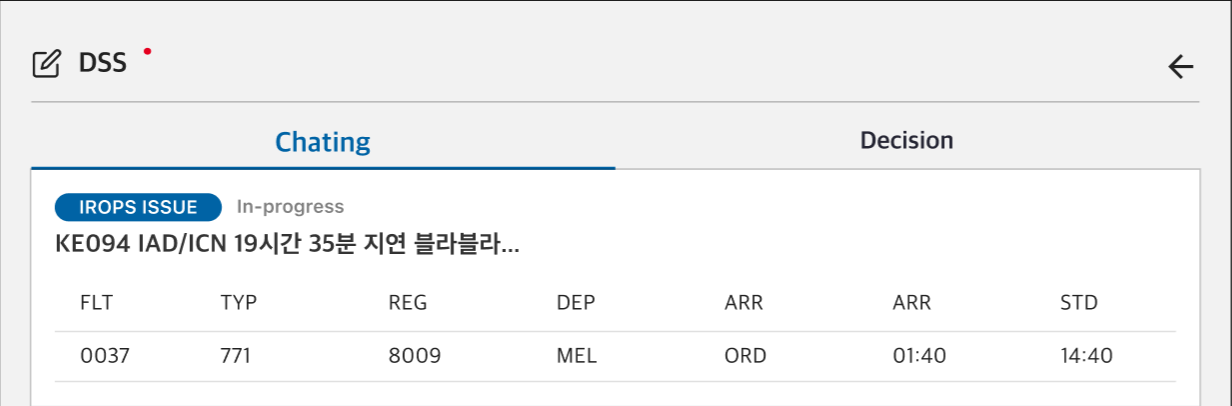 DSS
Chating Decision
IROPS ISSUE In-progress
KE094 IAD/ICN 19시간 35분 지연 블라블라...
FLT TYP REG DEP ARR ARR STD
0037 771 8009 MEL ORD 01:40 14:40